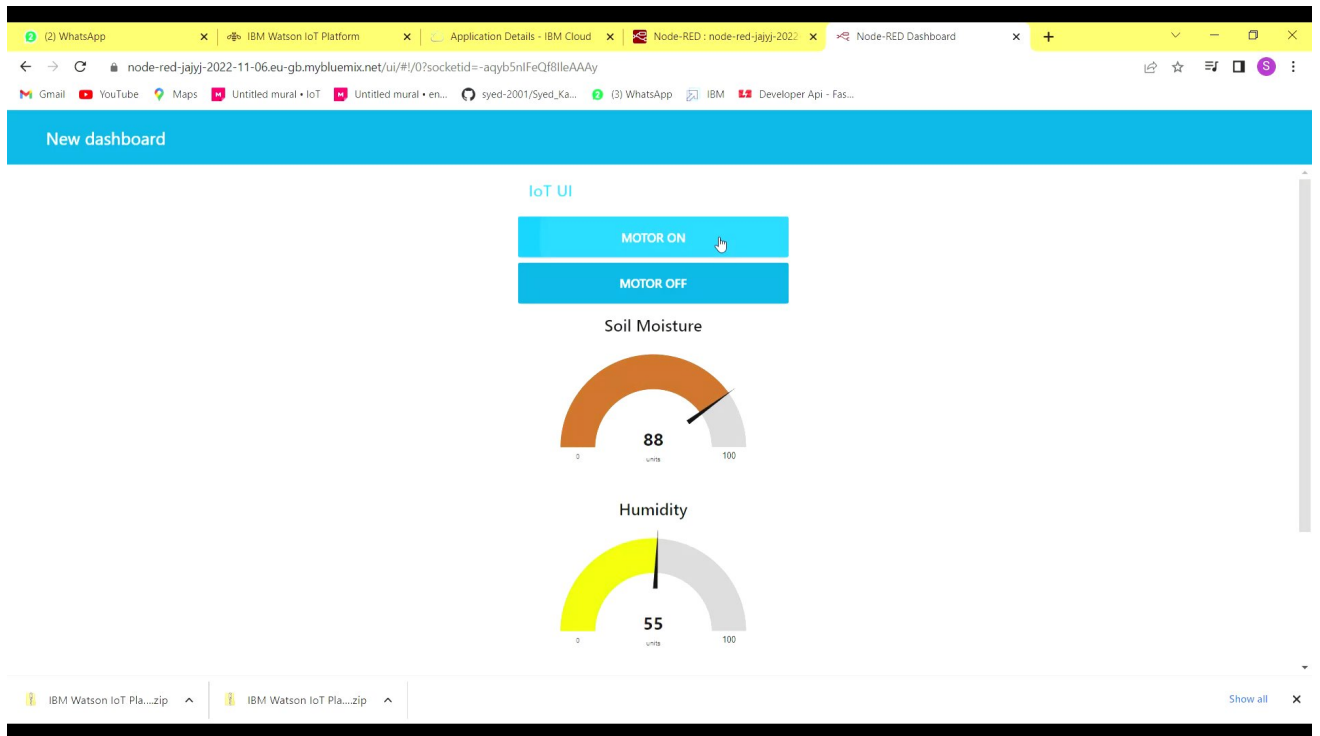 (2) WhatsApp
IBM Watson IoT Platform
Application Details - IBM Cloud
Node-RED : node-red-jajyj-2022
Node-RED Dashboard
node-red-jajyj-2022-11-06.eu-gb.mybluemix.net/ui/#!/0?socketid=-aqyb5nIFeQf8IleAAAy
S
Gmail
YouTube
Maps
Untitled mural • IoT
Untitled mural • en...
syed-2001/Syed_Ka...
(3) WhatsApp
IBM
Developer Api - Fas...
New dashboard
IoT UI
MOTOR ON
MOTOR OFF
Soil Moisture
88
0 units 100
Humidity
55
0 units 100
IBM Watson IoT Pla....zip
IBM Watson IoT Pla....zip
Show all